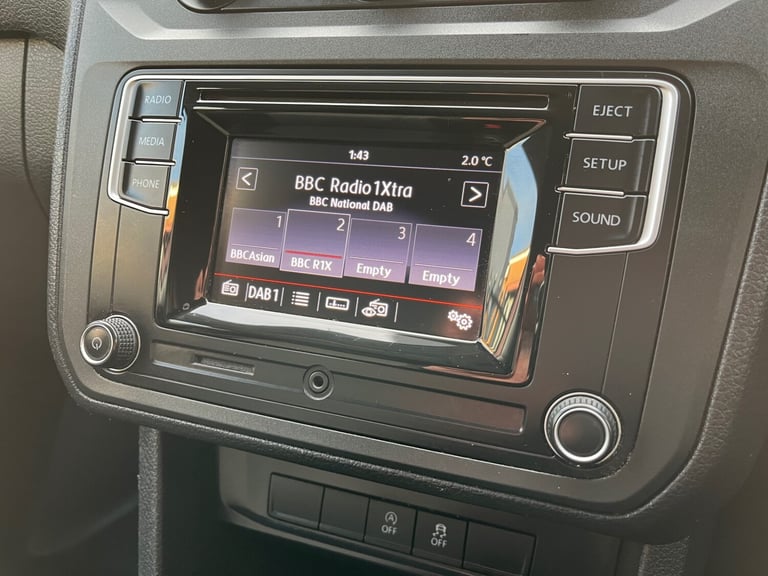 RADIO
MEDIA
PHONE
EJECT
SETUP
SOUND
1:43
2.0 °C
< BBC Radio 1Xtra >
BBC National DAB
1 2 3 4
BBCAsian BBC R1X Empty Empty
DAB1
A OFF OFF